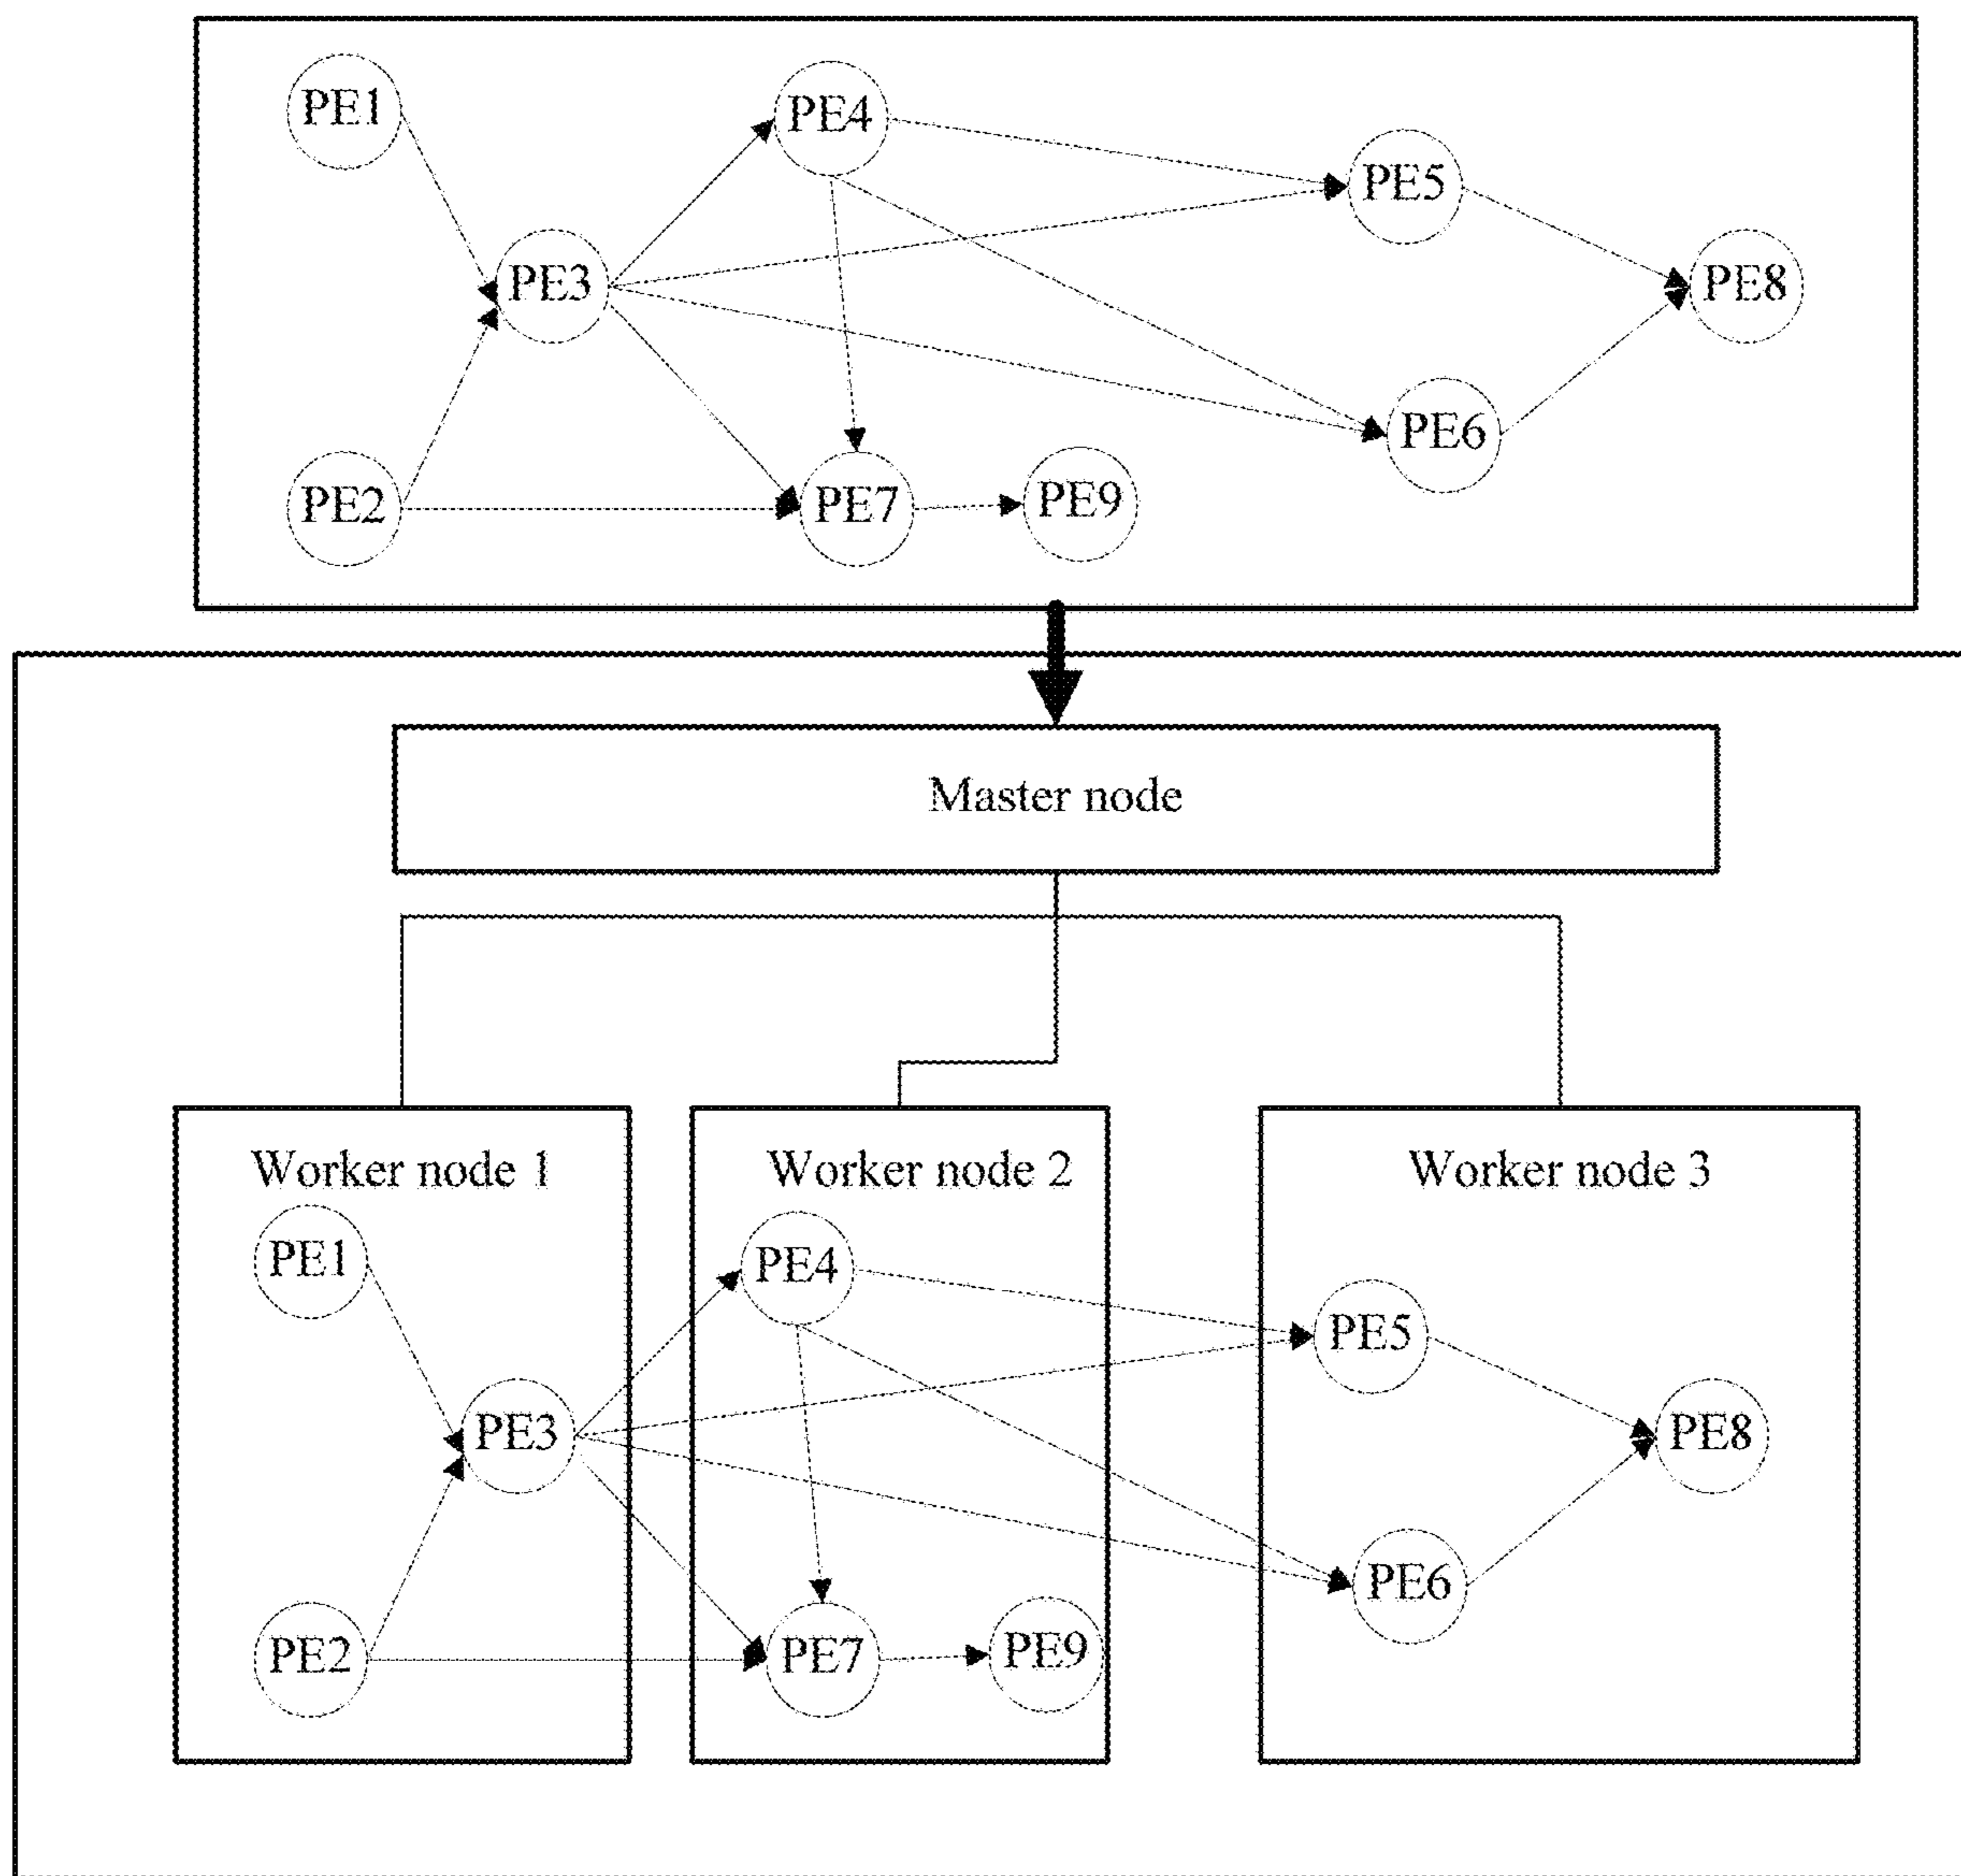 PE1
PE4
PE5
PE3
PE8
PE6
PE2
PE7
PE9
Master node
Worker node 1
Worker node 2
Worker node 3
PE1
PE4
PE5
PE3
PE8
PE6
PE2
PE7
PE9